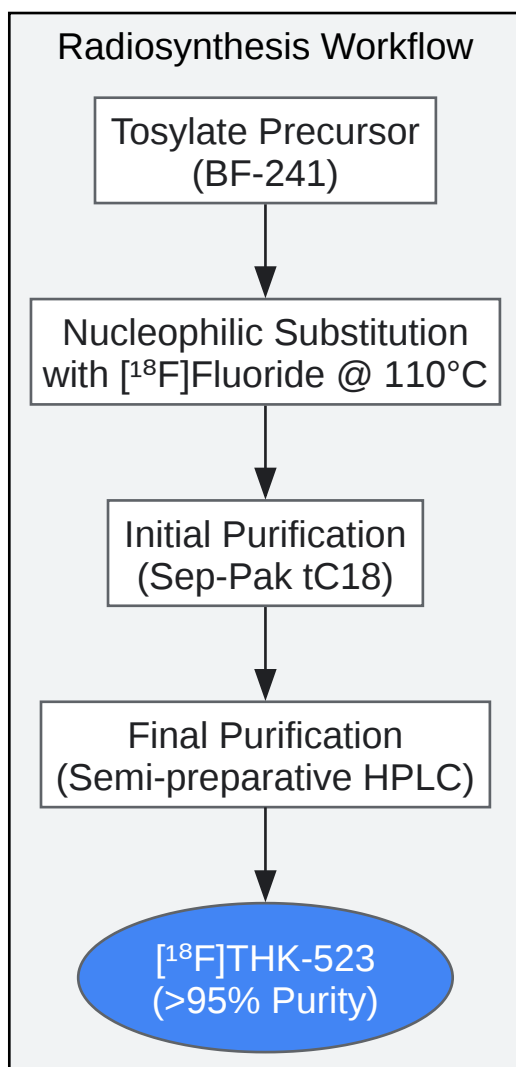 Radiosynthesis Workflow
Tosylate Precursor
(BF-241)
Nucleophilic Substitution
with [¹⁸F]Fluoride @ 110°C
Initial Purification
(Sep-Pak tC18)
Final Purification
(Semi-preparative HPLC)
[¹⁸F]THK-523
(>95% Purity)